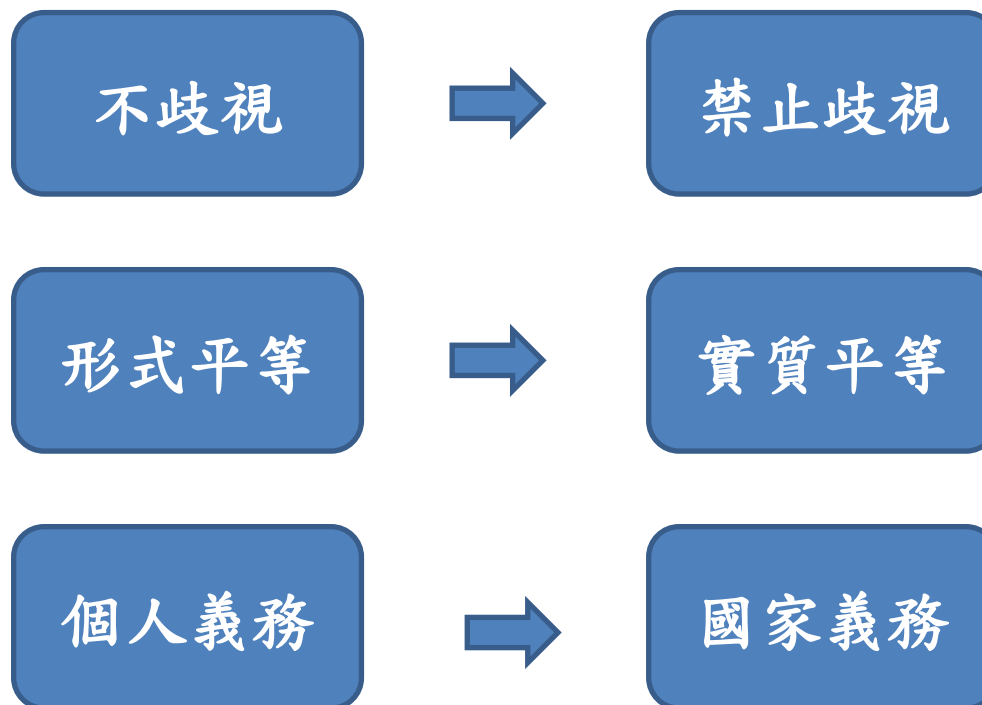 不歧視
禁止歧視
形式平等
實質平等
個人義務
國家義務